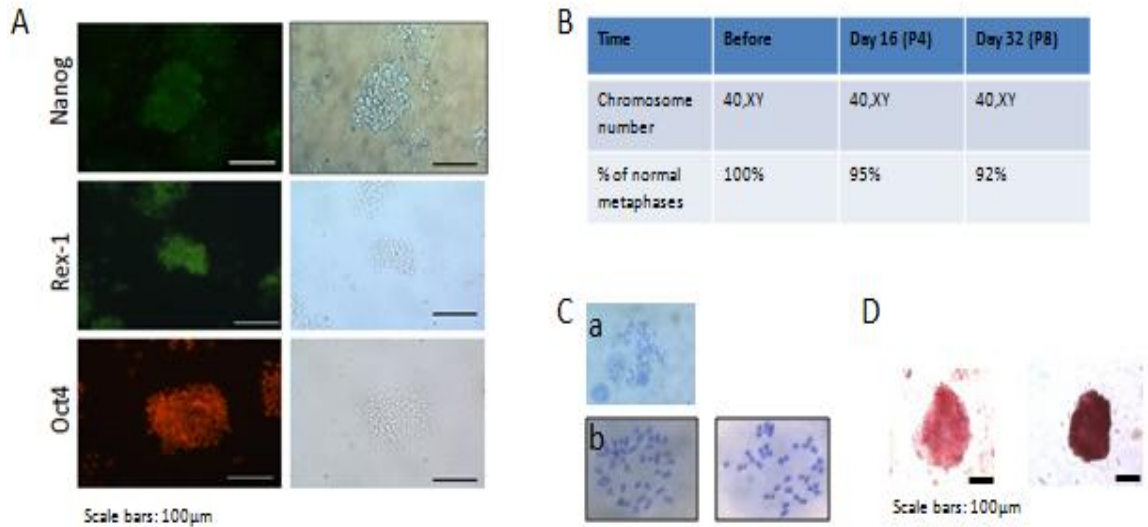 A
Nanog
Rex-1
Oct4
Scale bars: 100µm
B
Time Before Day 16 (P4) Day 32 (P8)
Chromosome number 40,XY 40,XY 40,XY
% of normal metaphases 100% 95% 92%
C
a
b
D
Scale bars: 100µm